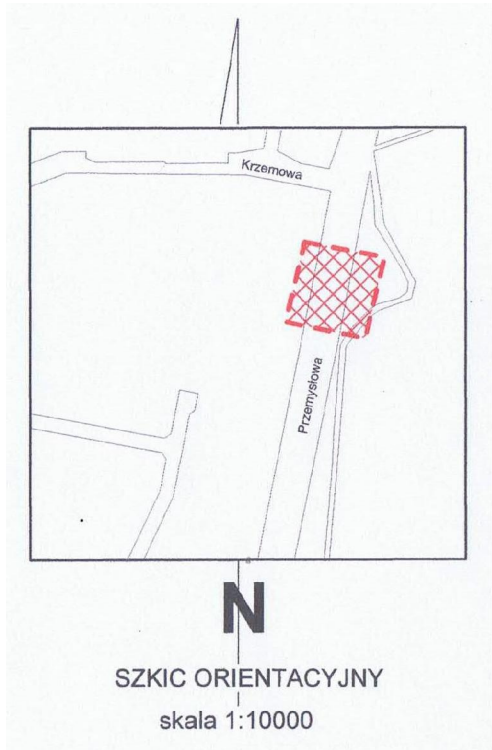 Krzemowa
Przemysłowa
N
SZKIC ORIENTACYJNY
skala 1:10000